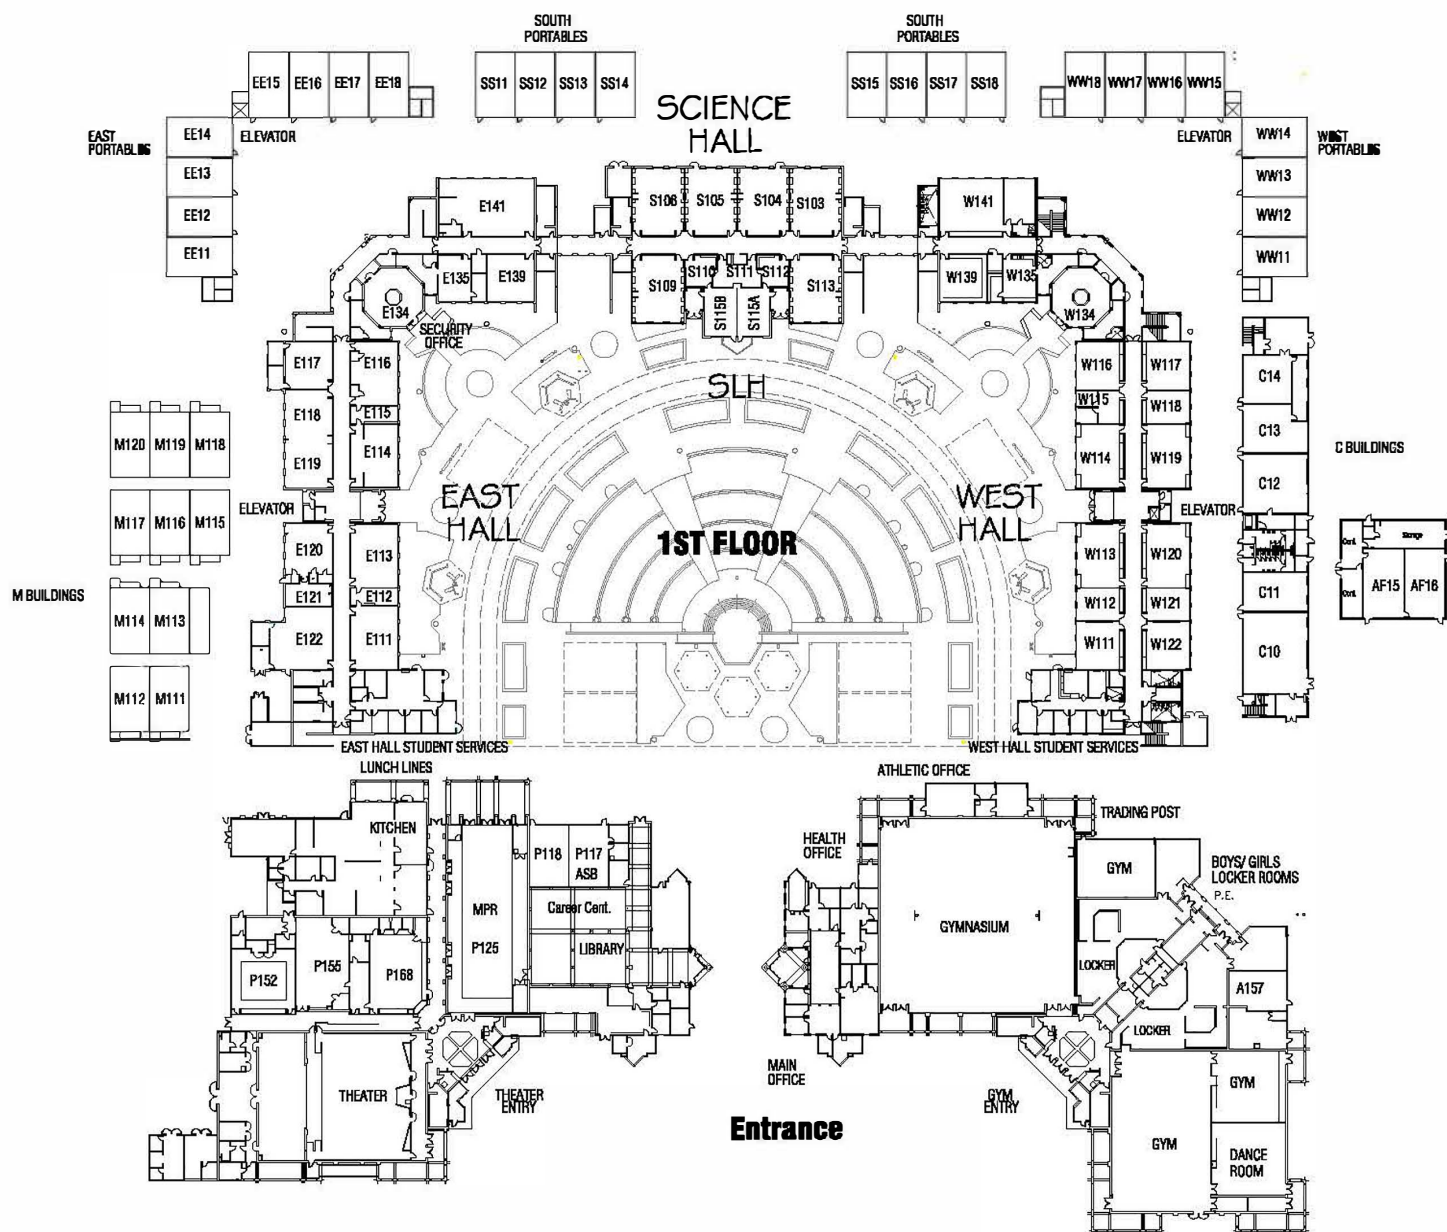 SOUTH
PORTABLES
SOUTH
PORTABLES
EE15 EE16 EE17 EE18
SS11 SS12 SS13 SS14
SS15 SS16 SS17 SS18
WW18 WW17 WW16 WW15
SCIENCE
HALL
EAST
PORTABLES
EE14
ELEVATOR
ELEVATOR
WW14
WEST
PORTABLES
EE13
WW13
EE12
WW12
EE11
WW11
E141
S106 S105 S104 S103
W141
E135 E139
S109
S110 S111 S112
S113
W139 W135
S115B S115A
E134
SECURITY
OFFICE
W134
E117 E116
W116 W117
C14
SLH
E118 E115
W115 W118
M120 M119 M118
C13
E119 E114
W114 W119
C BUILDINGS
C12
EAST
HALL
WEST
HALL
ELEVATOR
ELEVATOR
M117 M116 M115
1ST FLOOR
E120 E113
W113 W120
Cont. Storage
AF15 AF16
Cont.
M BUILDINGS
M114 M113
E121 E112
W112 W121
C11
E122 E111
W111 W122
C10
M112 M111
EAST HALL STUDENT SERVICES
WEST HALL STUDENT SERVICES
LUNCH LINES
ATHLETIC OFFICE
KITCHEN
TRADING POST
P118 P117
ASB
HEALTH
OFFICE
GYM
BOYS/ GIRLS
LOCKER ROOMS
P.E.
MPR
Career Cent.
GYMNASIUM
P125
LIBRARY
P152 P155 P168
LOCKER
A157
LOCKER
MAIN
OFFICE
THEATER
THEATER
ENTRY
GYM
ENTRY
GYM
Entrance
GYM
DANCE
ROOM